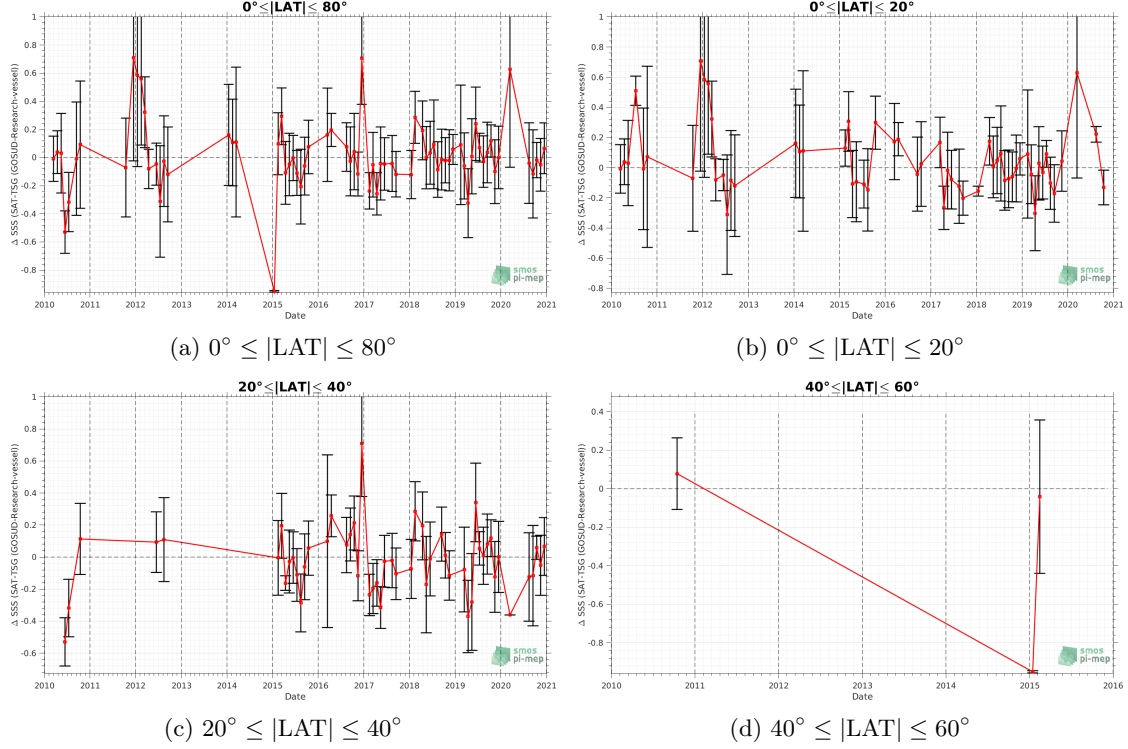 0°≤|LAT|≤ 80°
Δ SSS (SAT-TSG (GOSUD-Research-vessel))
1
0.8
0.6
0.4
0.2
0
-0.2
-0.4
-0.6
-0.8
2010 2011 2012 2013 2014 2015 2016 2017 2018 2019 2020 2021
Date
smos
pi-mep
(a) 0° ≤ |LAT| ≤ 80°
0°≤|LAT|≤ 20°
Δ SSS (SAT-TSG (GOSUD-Research-vessel))
1
0.8
0.6
0.4
0.2
0
-0.2
-0.4
-0.6
-0.8
2010 2011 2012 2013 2014 2015 2016 2017 2018 2019 2020 2021
Date
smos
pi-mep
(b) 0° ≤ |LAT| ≤ 20°
20°≤|LAT|≤ 40°
Δ SSS (SAT-TSG (GOSUD-Research-vessel))
1
0.8
0.6
0.4
0.2
0
-0.2
-0.4
-0.6
2010 2011 2012 2013 2014 2015 2016 2017 2018 2019 2020 2021
Date
smos
pi-mep
(c) 20° ≤ |LAT| ≤ 40°
40°≤|LAT|≤ 60°
Δ SSS (SAT-TSG (GOSUD-Research-vessel))
0.4
0.2
0
-0.2
-0.4
-0.6
-0.8
2010 2011 2012 2013 2014 2015 2016
Date
smos
pi-mep
(d) 40° ≤ |LAT| ≤ 60°